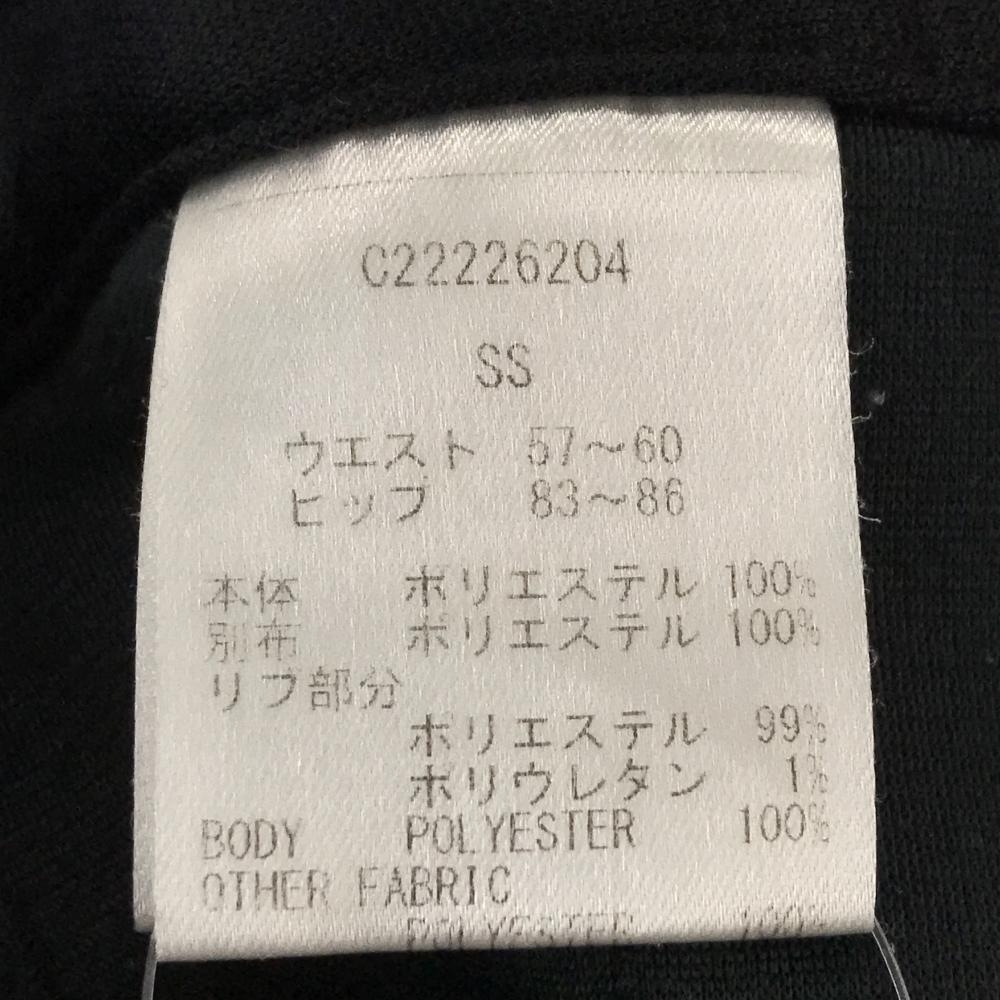 C22226204
SS
ウエスト 57～60
ヒップ 83～86
本体 ポリエステル 100%
別布 ポリエステル 100%
リブ部分
ポリエステル 99%
ポリウレタン 1%
BODY POLYESTER 100%
OTHER FABRIC
POLYESTER 100%